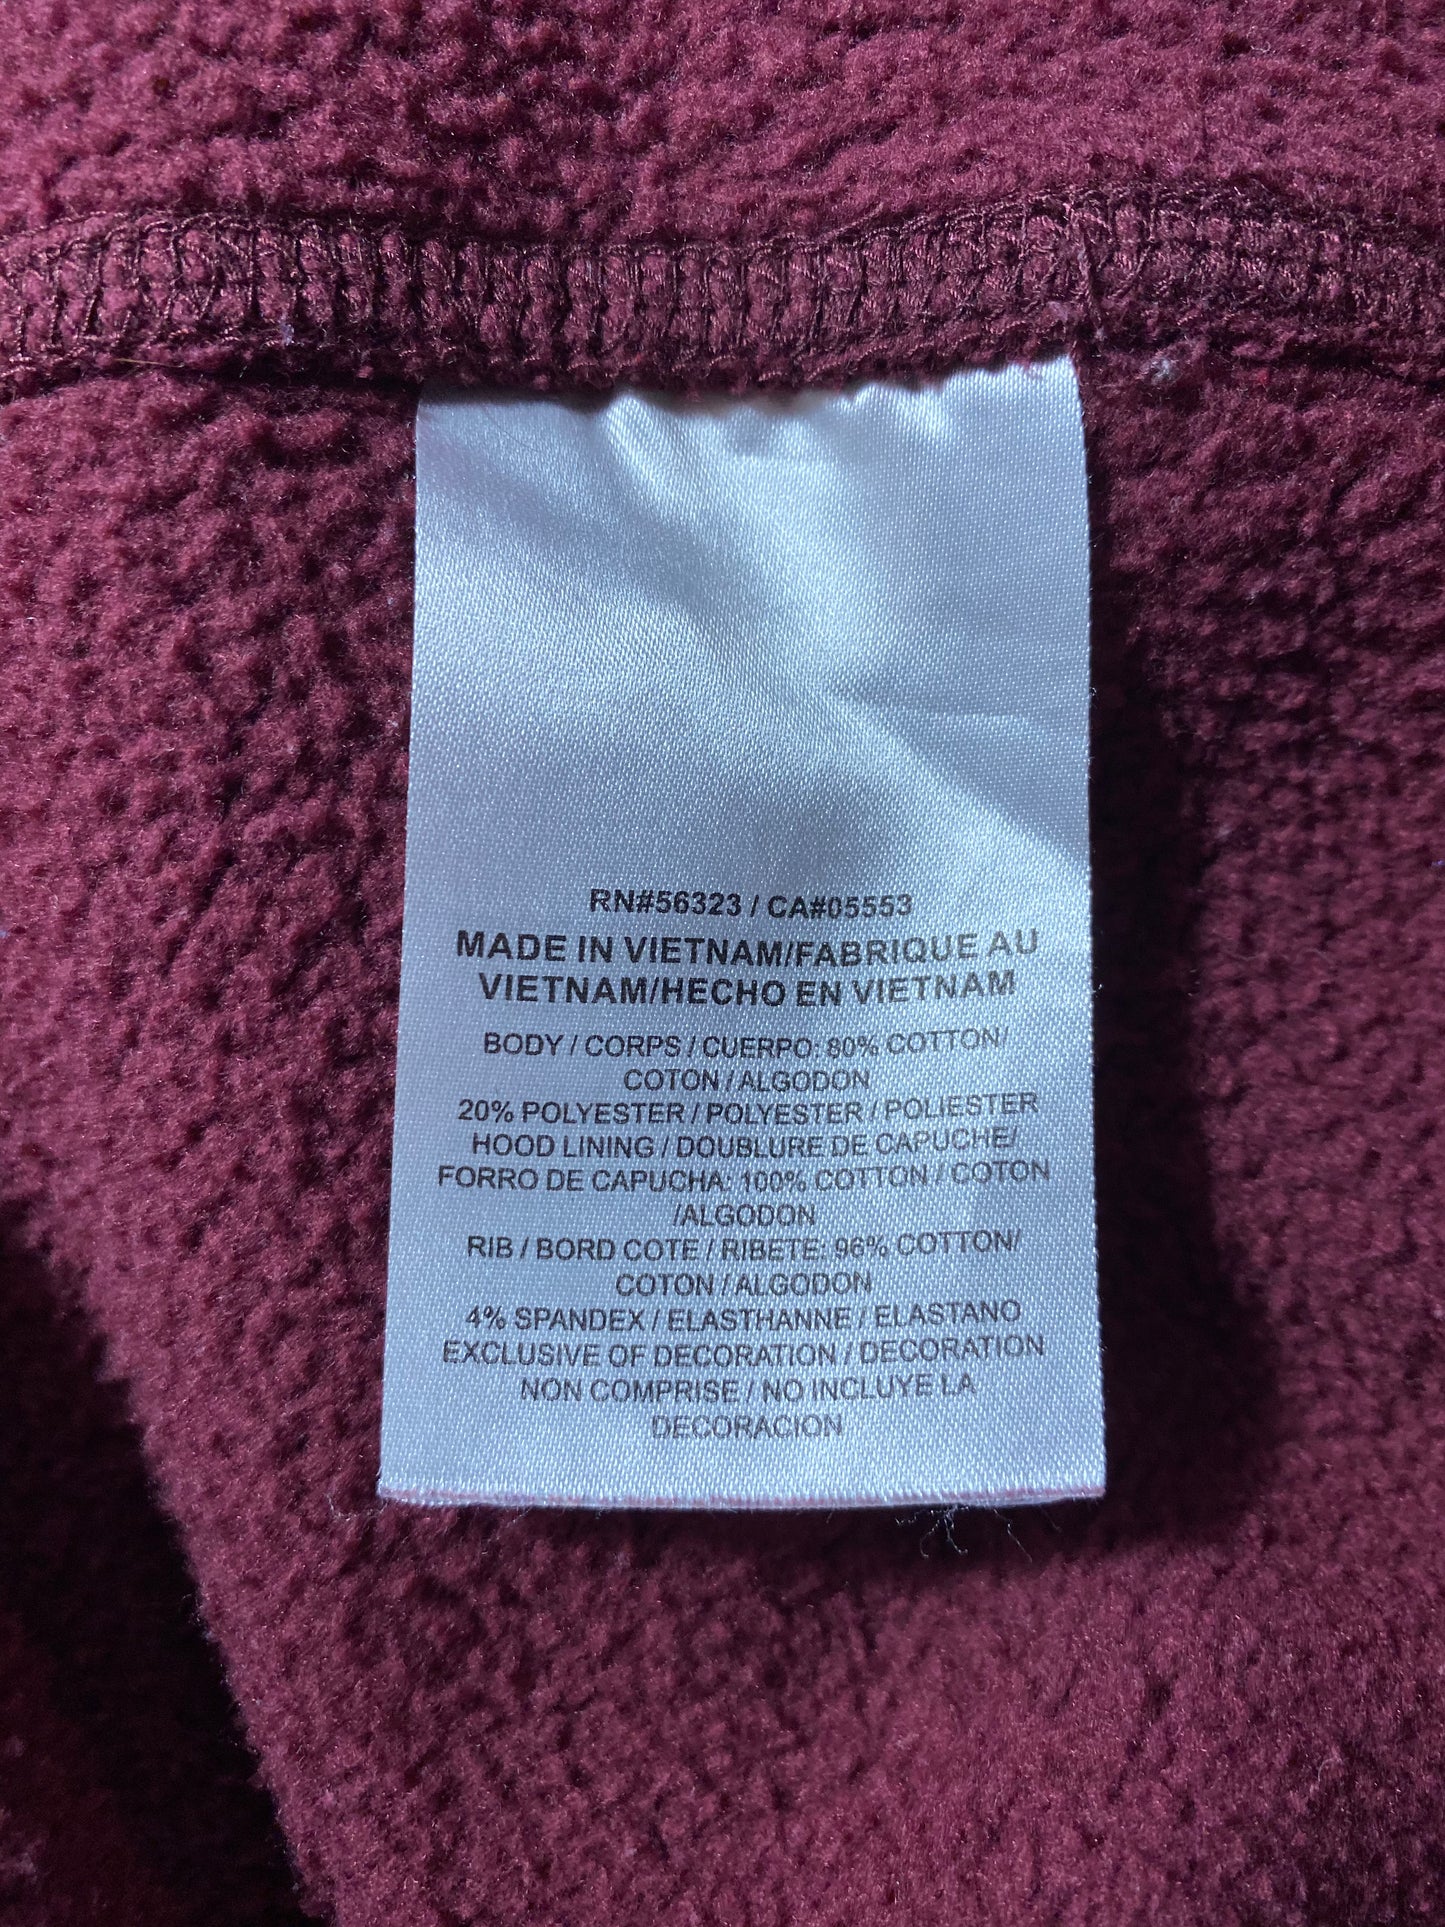 RN#56323 / CA#05553
MADE IN VIETNAM/FABRIQUE AU
VIETNAM/HECHO EN VIETNAM
BODY / CORPS / CUERPO: 80% COTTON/
COTON / ALGODON
20% POLYESTER / POLYESTER / POLIESTER
HOOD LINING / DOUBLURE DE CAPUCHE/
FORRO DE CAPUCHA: 100% COTTON / COTON
/ALGODON
RIB / BORD COTE / RIBETE: 96% COTTON/
COTON / ALGODON
4% SPANDEX / ELASTHANNE / ELASTANO
EXCLUSIVE OF DECORATION / DECORATION
NON COMPRISE / NO INCLUYE LA
DECORACION